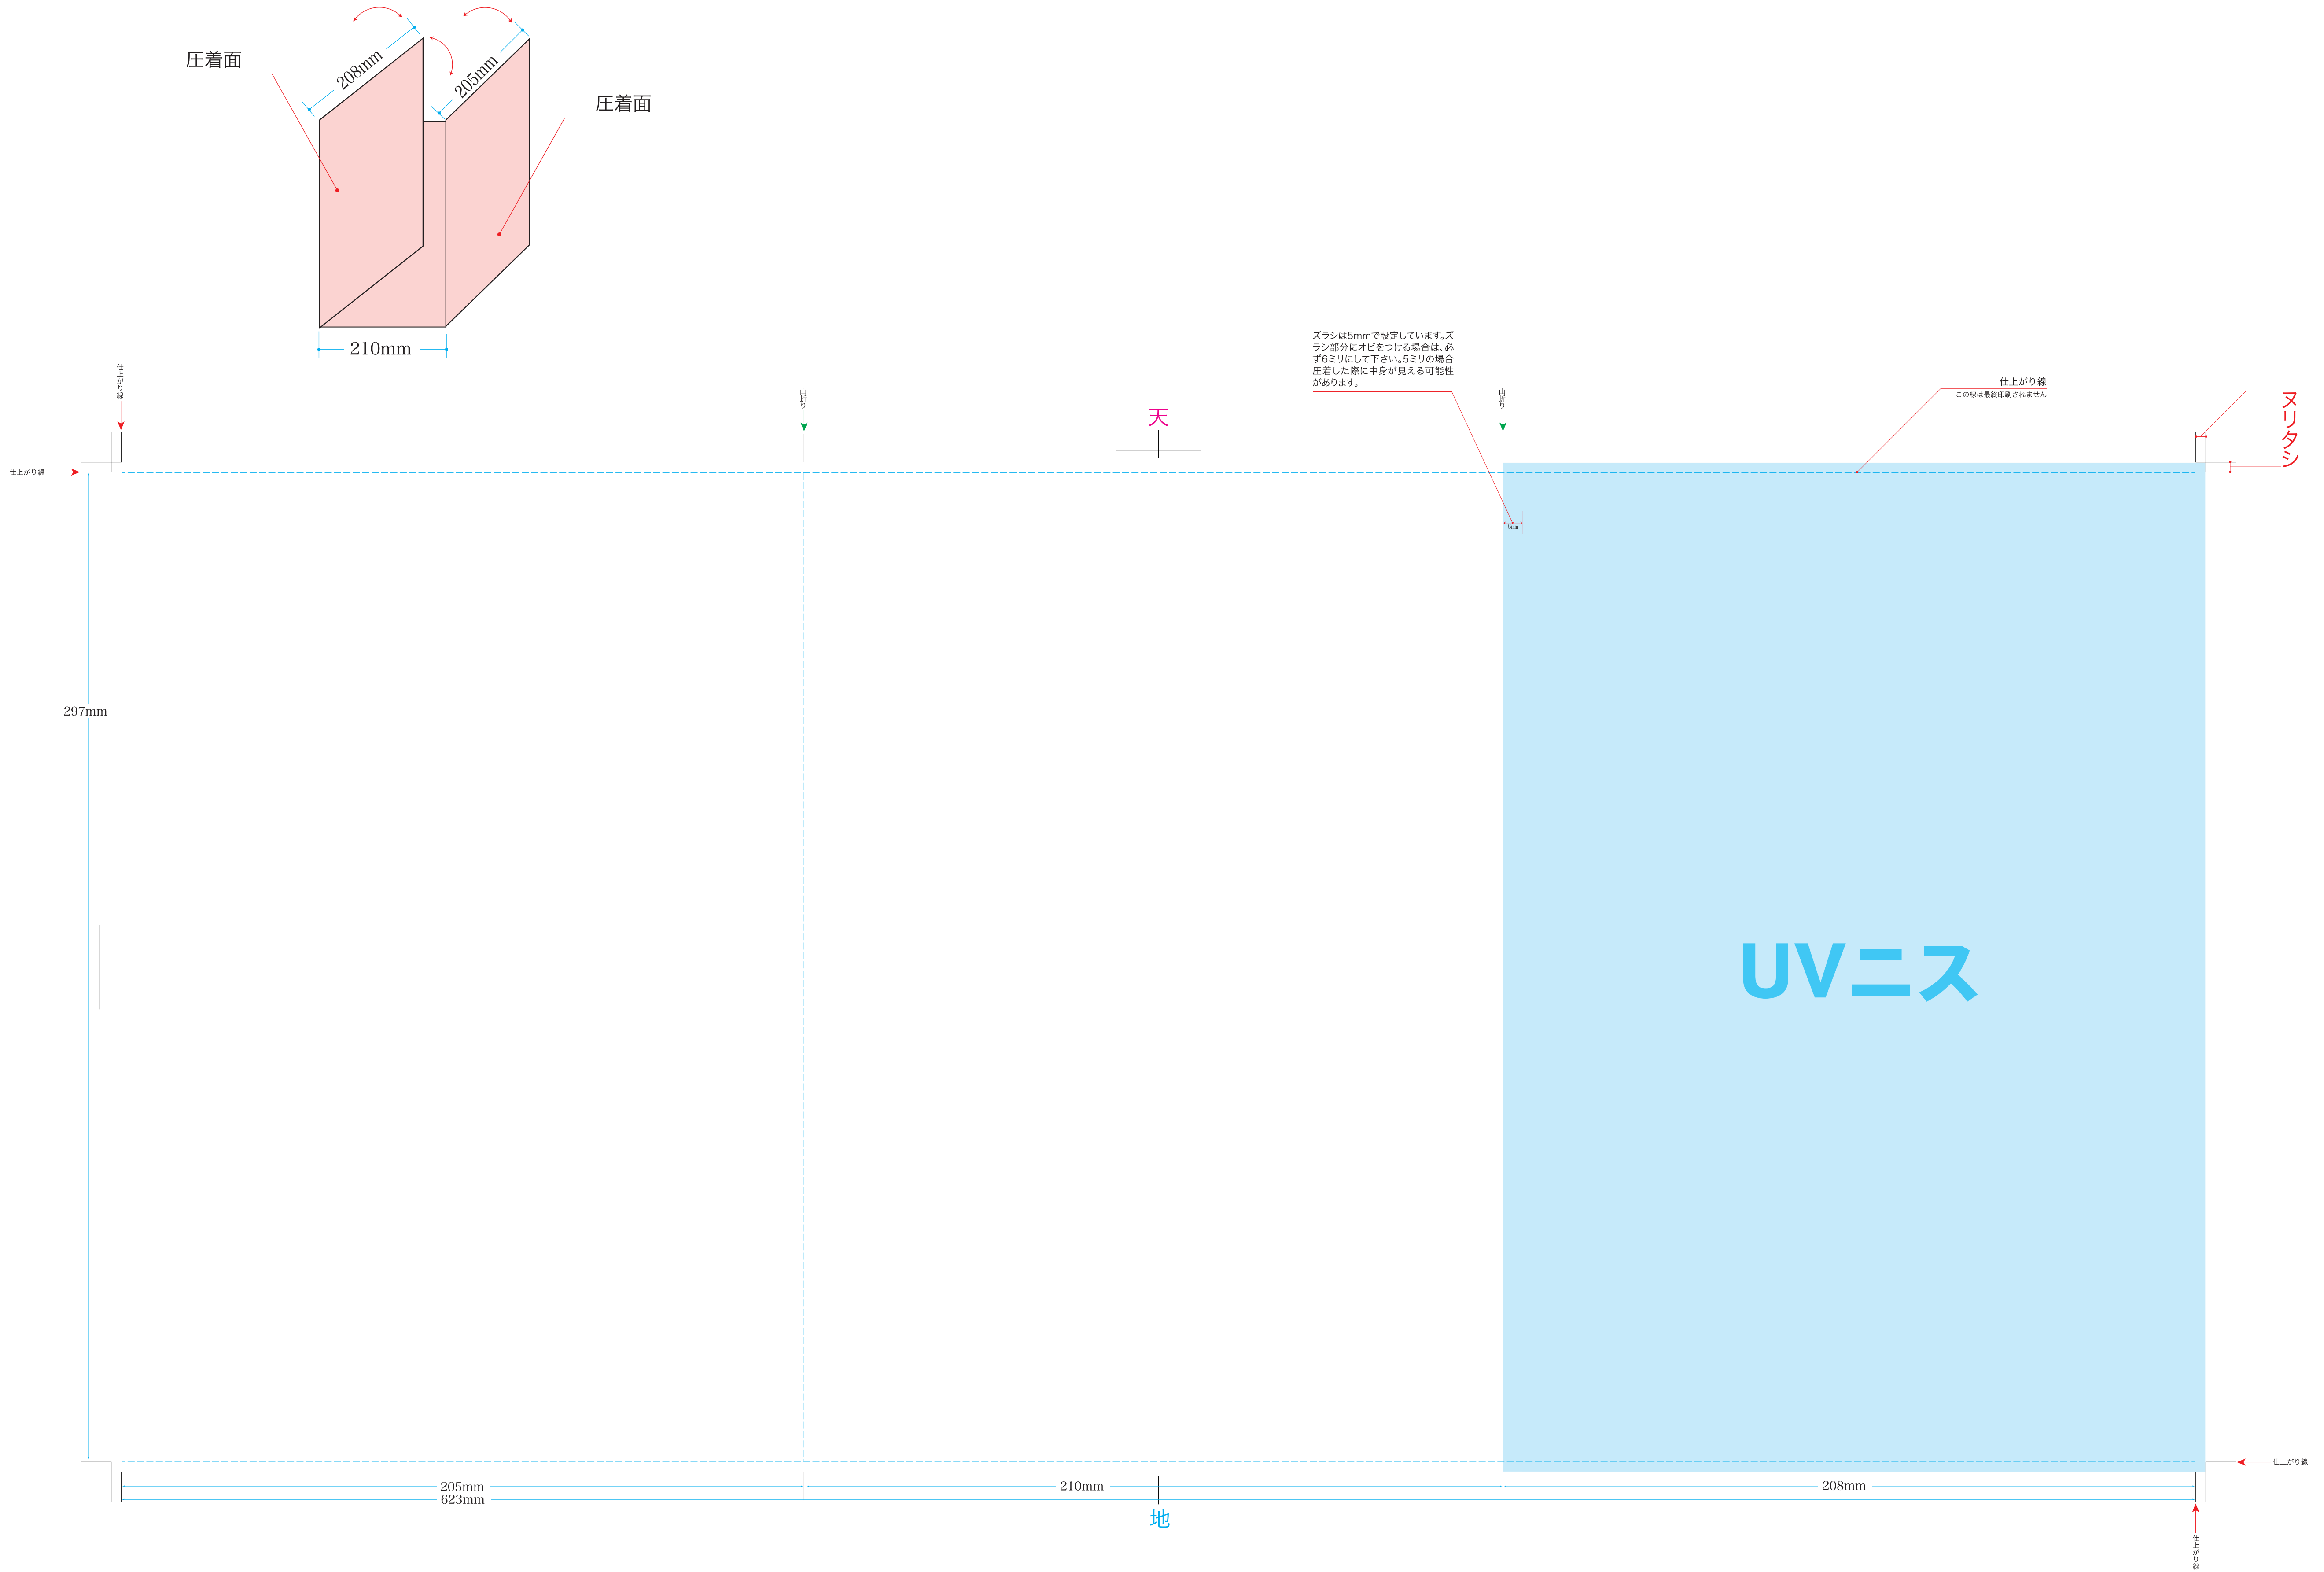 圧着面
208mm
205mm
圧着面
210mm
ズラシは5mmで設定しています。ズ
ラシ部分にオビをつける場合は、必
ず6ミリにして下さい。5ミリの場合
圧着した際に中身が見える可能性
があります。
仕上がり線
山折り
天
山折り
仕上がり線
この線は最終印刷されません
ヌリタシ
仕上がり線
6mm
297mm
UVニス
仕上がり線
205mm
210mm
208mm
623mm
地
仕上がり線